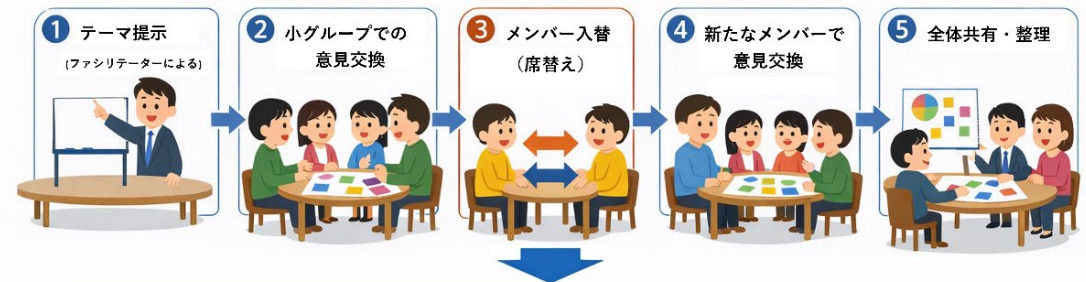 1 テーマ提示
(ファシリテーターによる)
2 小グループでの
意見交換
3 メンバー入替
（席替え）
4 新たなメンバーで
意見交換
5 全体共有・整理